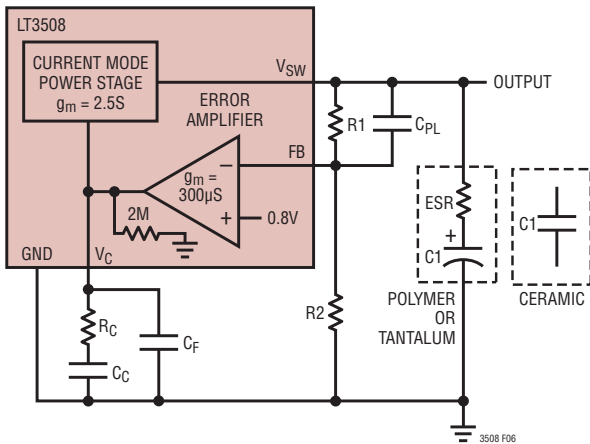 LT3508
CURRENT MODE
POWER STAGE
gm = 2.5S
VSW
OUTPUT
ERROR
AMPLIFIER
R1
CPL
FB
gm =
300µS
−
+
0.8V
2M
GND
VC
ESR
+
C1
C1
POLYMER
OR
TANTALUM
CERAMIC
RC
CF
R2
CC
3508 F06